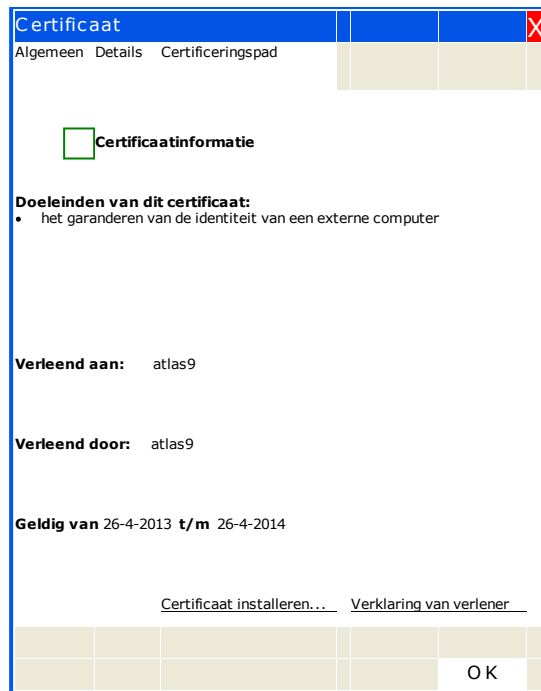 Certificaat X
Algemeen Details Certificeringspad
Certificaatinformatie
Doeleinden van dit certificaat:
• het garanderen van de identiteit van een externe computer
Verleend aan: atlas9
Verleend door: atlas9
Geldig van 26-4-2013 t/m 26-4-2014
Certificaat installeren... Verklaring van verlener
OK